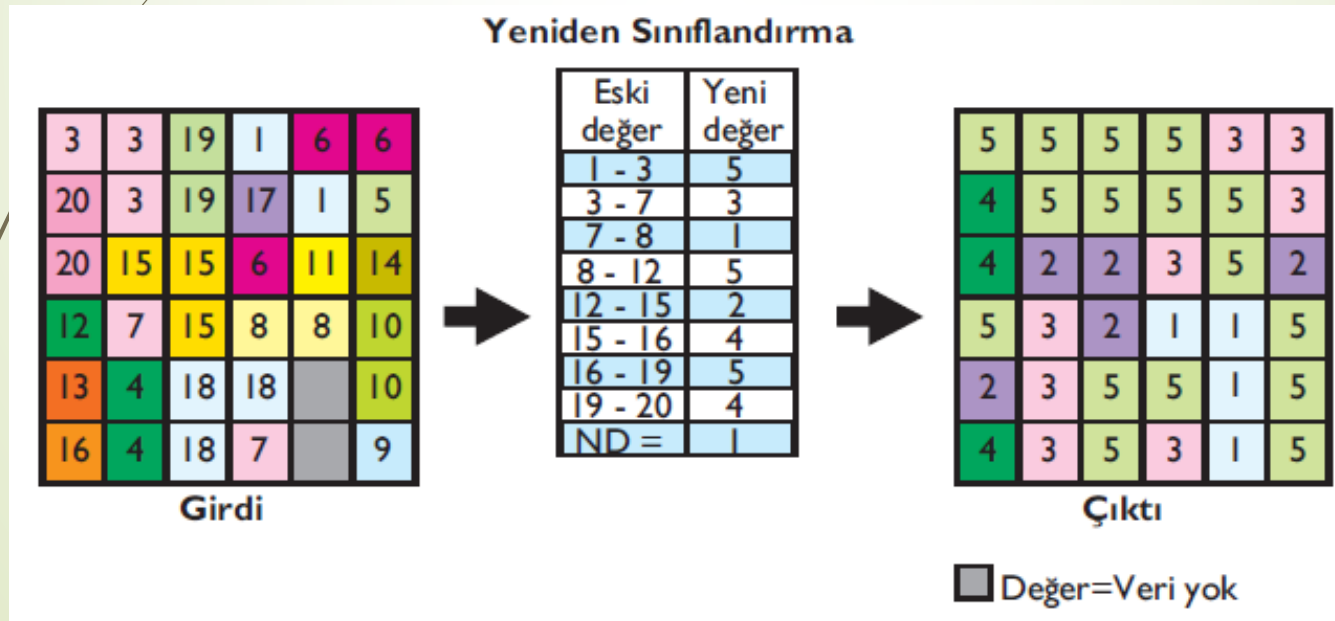 Yeniden Sınıflandırma
3 3 19 1 6 6
20 3 19 17 1 5
20 15 15 6 11 14
12 7 15 8 8 10
13 4 18 18 10
16 4 18 7 9
Girdi
Eski değer Yeni değer
1 - 3 5
3 - 7 3
7 - 8 1
8 - 12 5
12 - 15 2
15 - 16 4
16 - 19 5
19 - 20 4
ND = 1
5 5 5 5 3 3
4 5 5 5 5 3
4 2 2 3 5 2
5 3 2 1 1 5
2 3 5 5 1 5
4 3 5 3 1 5
Çıktı
Değer=Veri yok